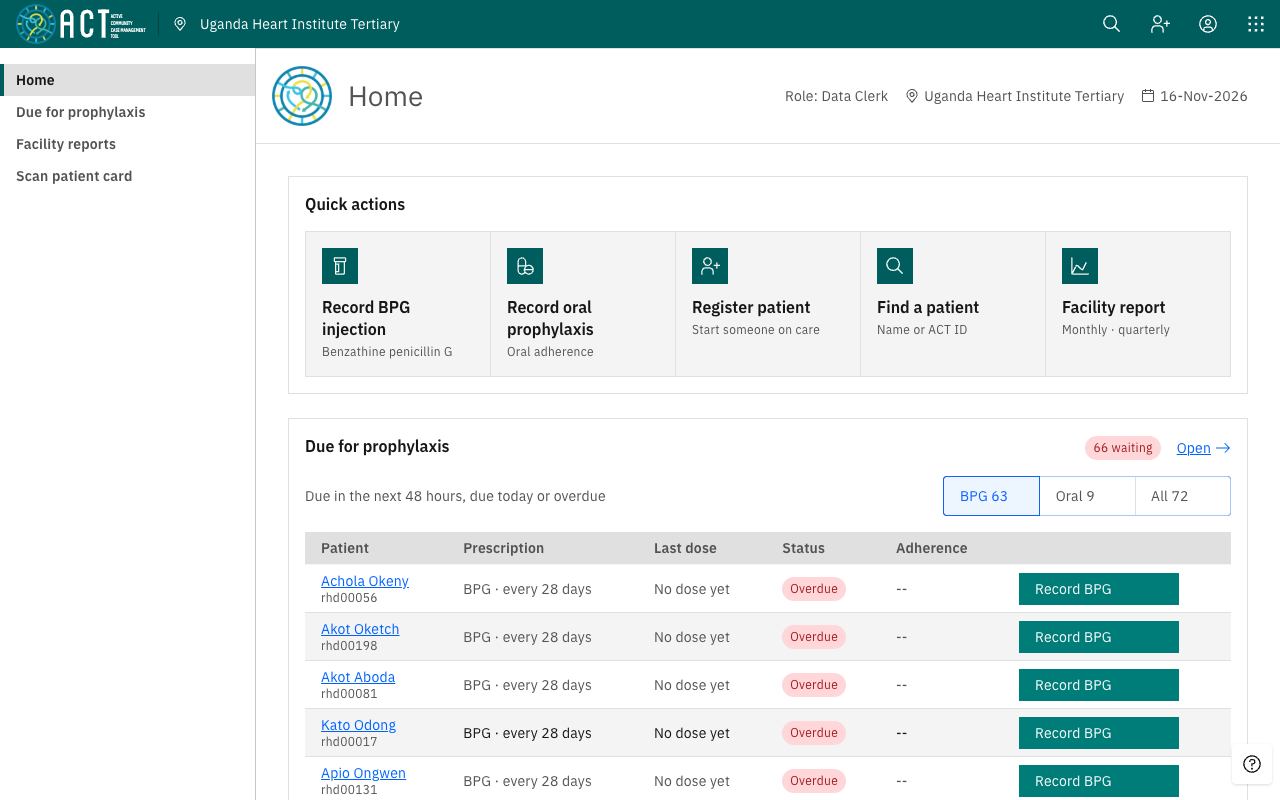 ACT
ACTIVE
COMMUNITY
CASE MANAGEMENT
TOOL
Uganda Heart Institute Tertiary
Home
Due for prophylaxis
Facility reports
Scan patient card
Home
Role: Data Clerk
Uganda Heart Institute Tertiary
16-Nov-2026
Quick actions
Record BPG
injection
Benzathine penicillin G
Record oral
prophylaxis
Oral adherence
Register patient
Start someone on care
Find a patient
Name or ACT ID
Facility report
Monthly · quarterly
Due for prophylaxis
66 waiting
Open
Due in the next 48 hours, due today or overdue
BPG 63
Oral 9
All 72
Patient Prescription Last dose Status Adherence
Achola Okeny
rhd00056
BPG · every 28 days No dose yet Overdue -- Record BPG
Akot Oketch
rhd00198
BPG · every 28 days No dose yet Overdue -- Record BPG
Akot Aboda
rhd00081
BPG · every 28 days No dose yet Overdue -- Record BPG
Kato Odong
rhd00017
BPG · every 28 days No dose yet Overdue -- Record BPG
Apio Ongwen
rhd00131
BPG · every 28 days No dose yet Overdue -- Record BPG